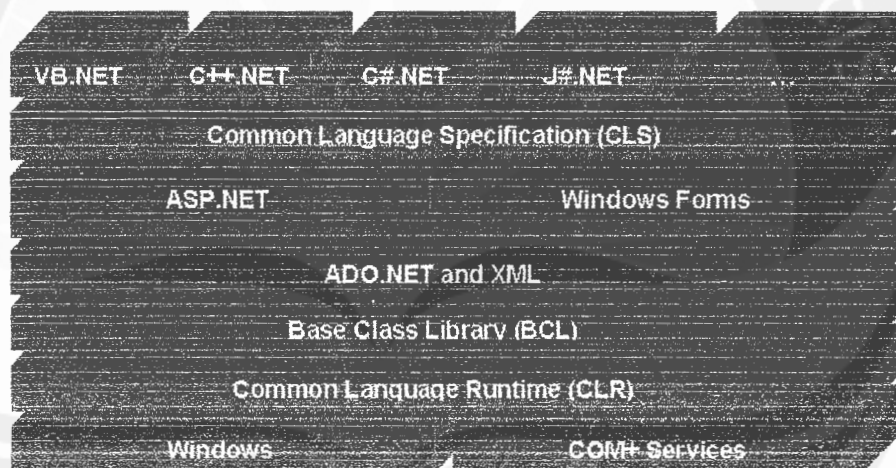 VB.NET C++.NET C#.NET J#.NET ...
Common Language Specification (CLS)
ASP.NET Windows Forms
ADO.NET and XML
Base Class Library (BCL)
Common Language Runtime (CLR)
Windows COM+ Services